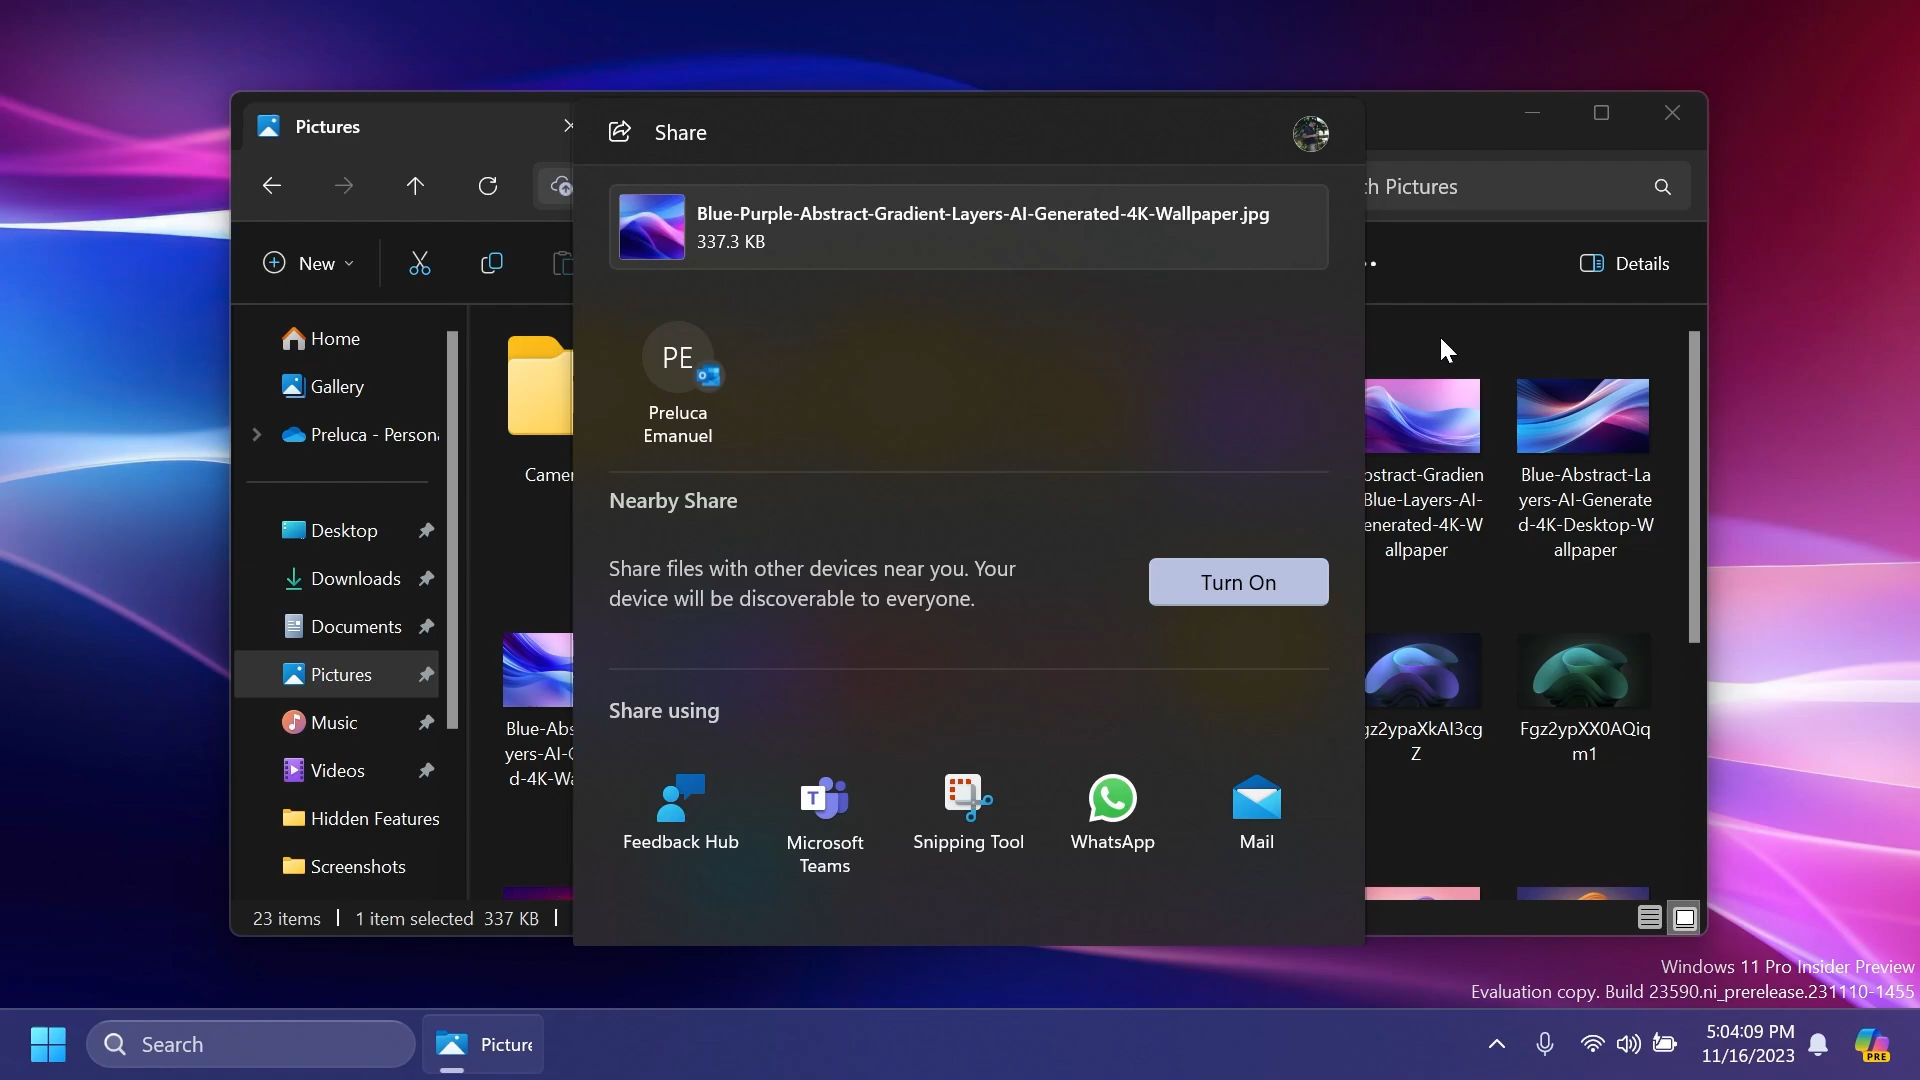 Pictures
Share
h Pictures
Blue-Purple-Abstract-Gradient-Layers-AI-Generated-4K-Wallpaper.jpg
337.3 KB
New
Details
Home
Gallery
Preluca - Person
Desktop
Downloads
Documents
Pictures
Music
Videos
Hidden Features
Screenshots
Camer
PE
Preluca
Emanuel
Nearby Share
Share files with other devices near you. Your
device will be discoverable to everyone.
Turn On
Share using
Feedback Hub
T
Microsoft
Teams
Snipping Tool
WhatsApp
Mail
Blue-Abs
yers-AI-
d-4K-Wa
bstract-Gradien
Blue-Layers-AI-
enerated-4K-W
allpaper
Blue-Abstract-La
yers-AI-Generate
d-4K-Desktop-W
allpaper
gz2ypaXkAI3cg
Z
Fgz2ypXX0AQiq
m1
23 items
1 item selected 337 KB
Windows 11 Pro Insider Preview
Evaluation copy. Build 23590.ni_prerelease.231110-1455
Search
Picture
5:04:09 PM
11/16/2023
PRE